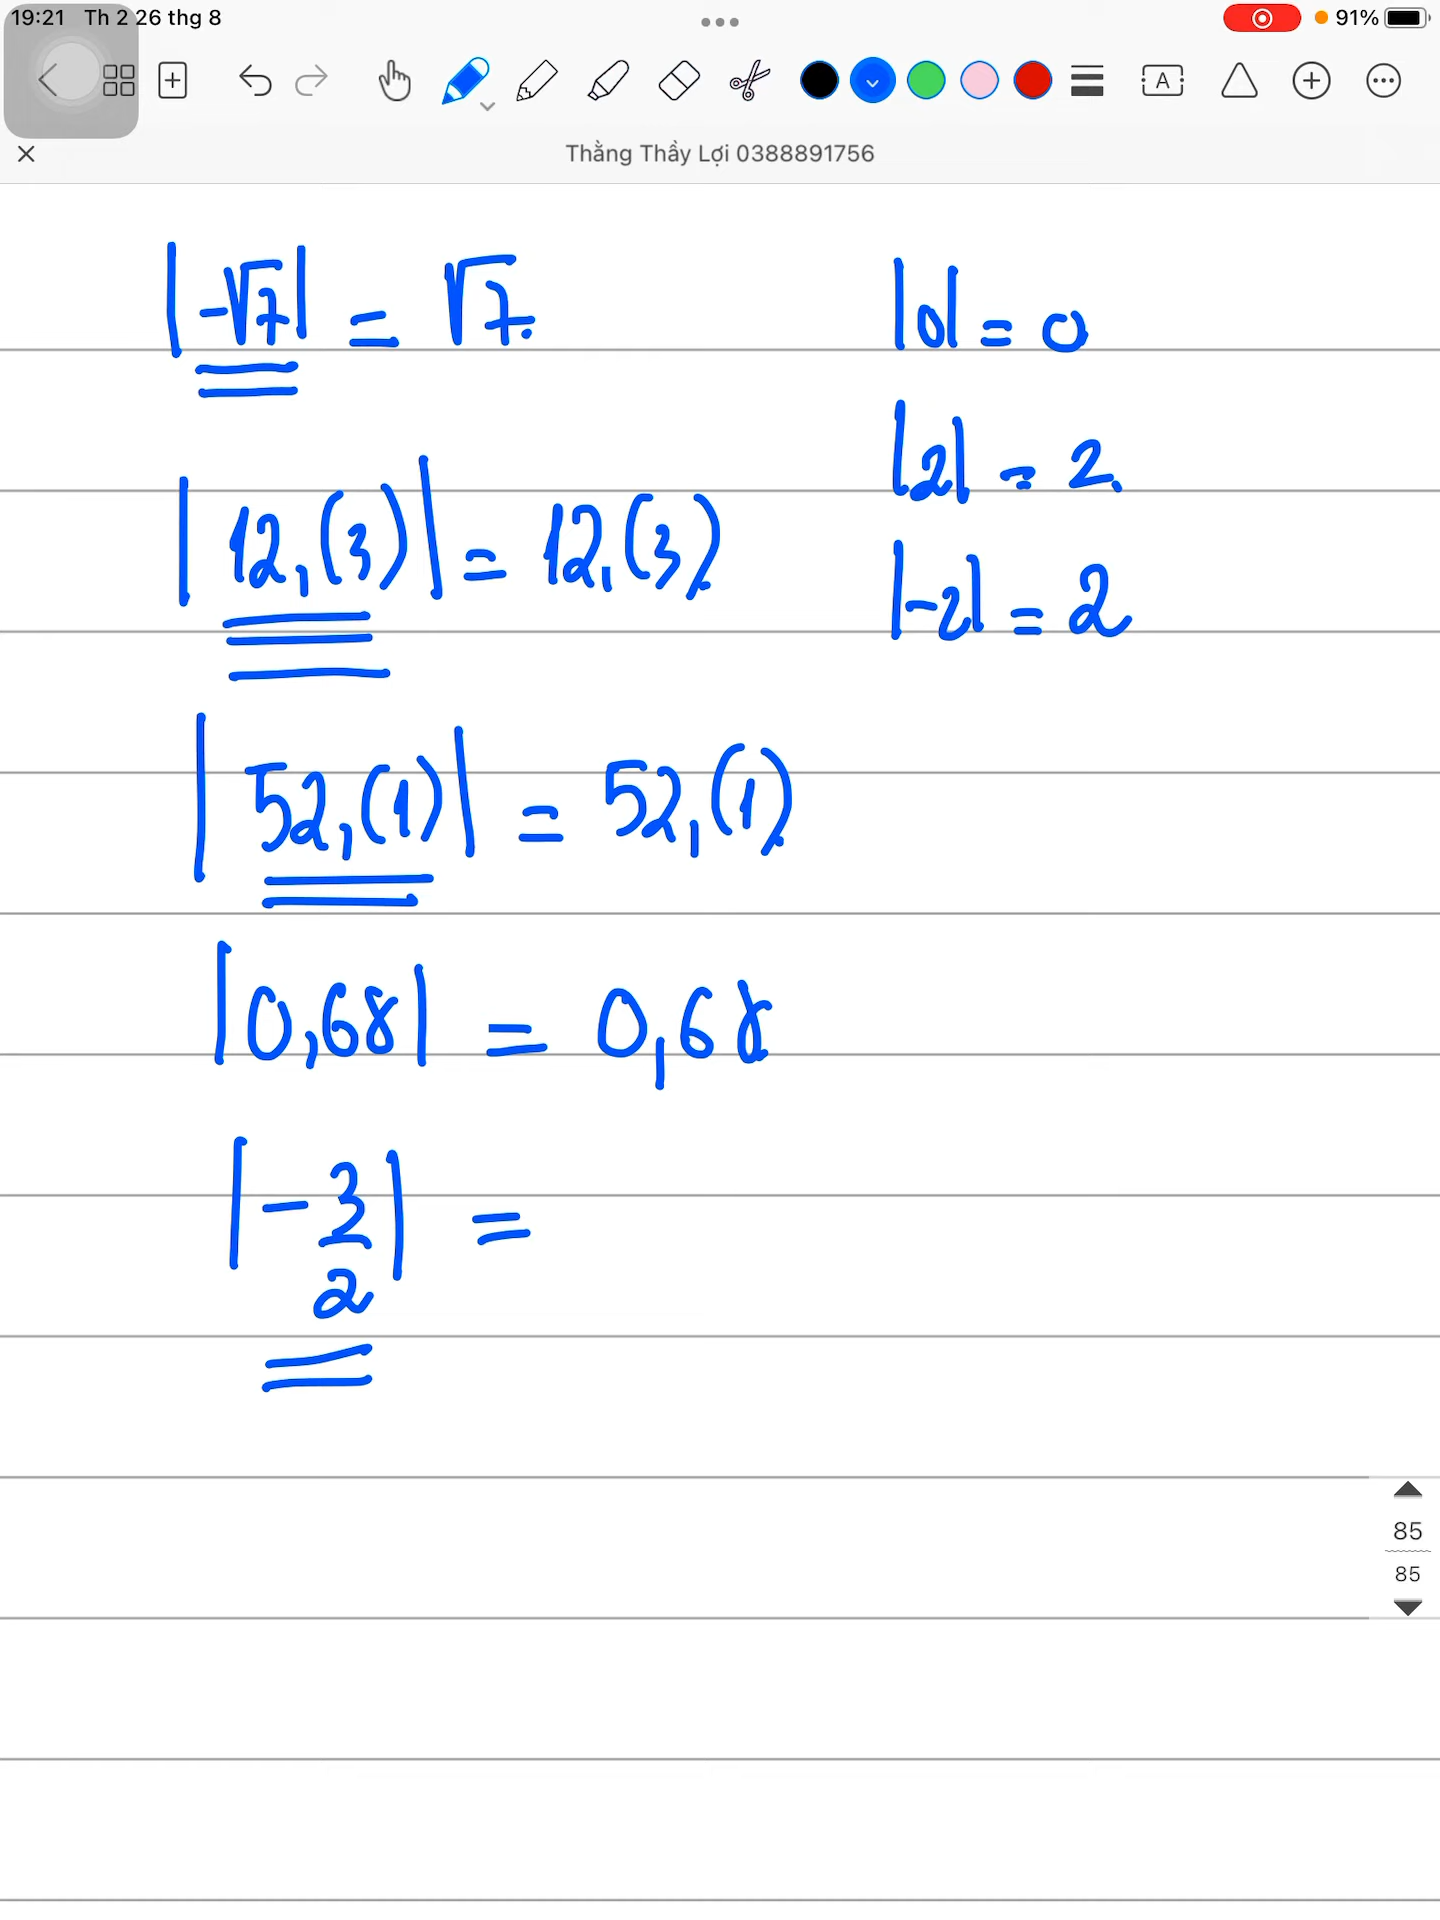 19:21 Th 2 26 thg 8 91%
A
Thằng Thầy Lợi 0388891756
|-√7| = √7.
|0| = 0
|2| = 2.
|12,(3)| = 12,(3).
|-2| = 2
|52,(1)| = 52,(1).
|0,68| = 0,68
|-3/2| =
85
85